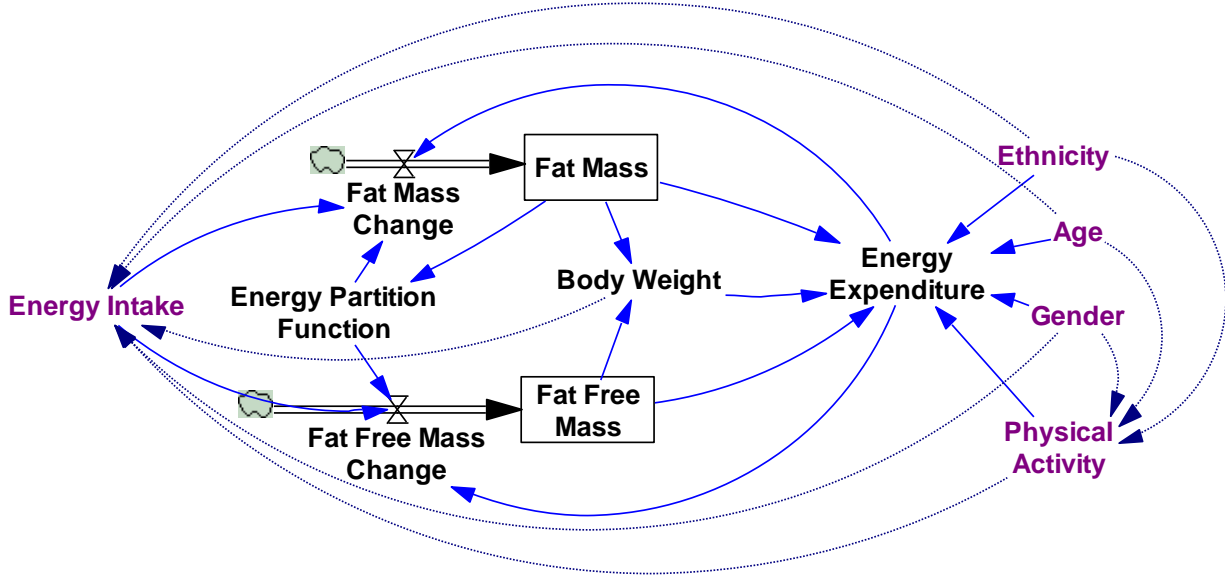 Fat Mass
Ethnicity
Fat Mass
Change
Age
Energy
Expenditure
Body Weight
Energy Partition
Function
Energy Intake
Gender
Fat Free
Mass
Fat Free Mass
Change
Physical
Activity